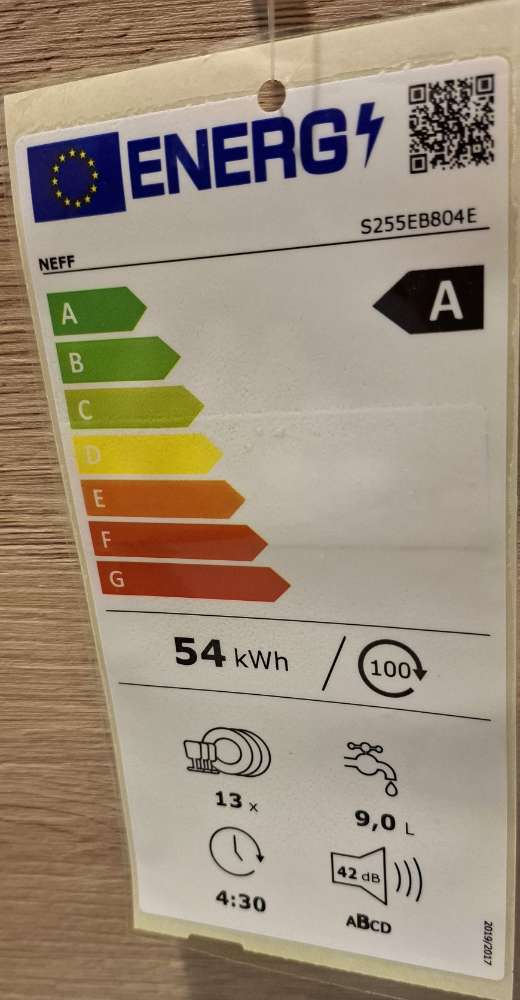 ENERG
S255EB804E
NEFF
A
A
B
C
D
E
F
G
54 kWh / 100
13 x
9,0 L
4:30
42 dB
ABCD
2019/2017